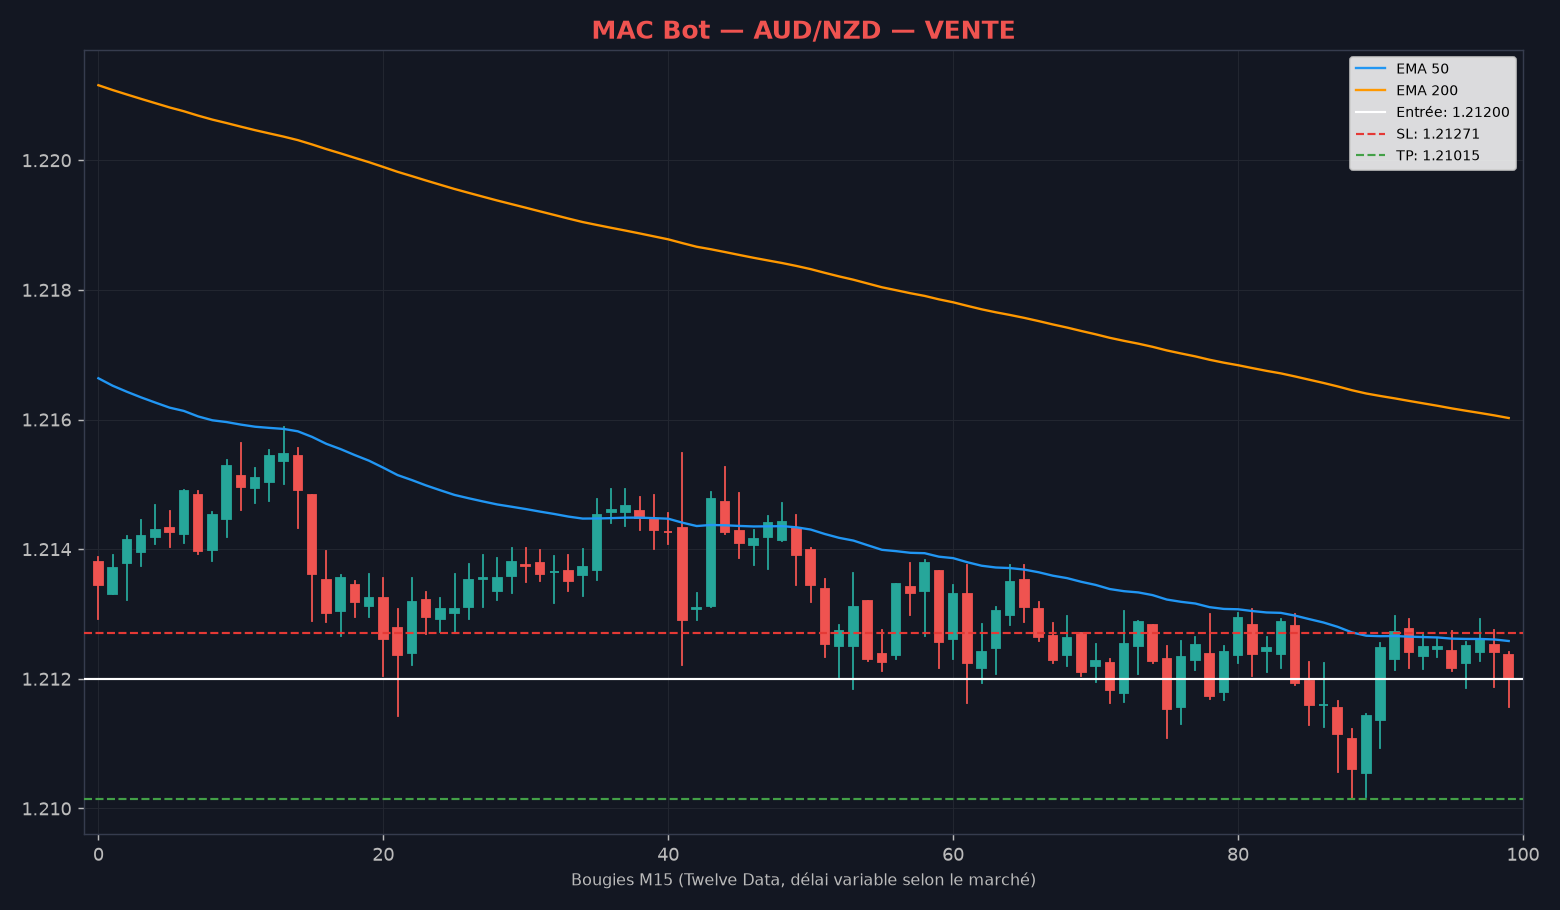 MAC Bot — AUD/NZD — VENTE
EMA 50
EMA 200
Entrée: 1.21200
SL: 1.21271
TP: 1.21015
1.220
1.218
1.216
1.214
1.212
1.210
0 20 40 60 80 100
Bougies M15 (Twelve Data, délai variable selon le marché)